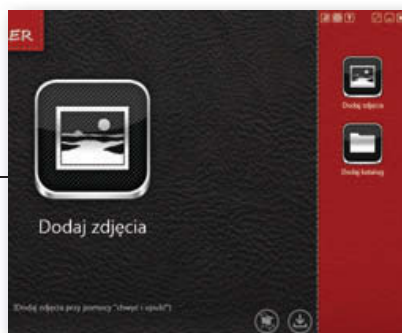 ER
Dodaj zdjęcia
(Dodaj zdjęcia przy pomocy "chwyć i upuść")
Dodaj zdjęcia
Dodaj katalog